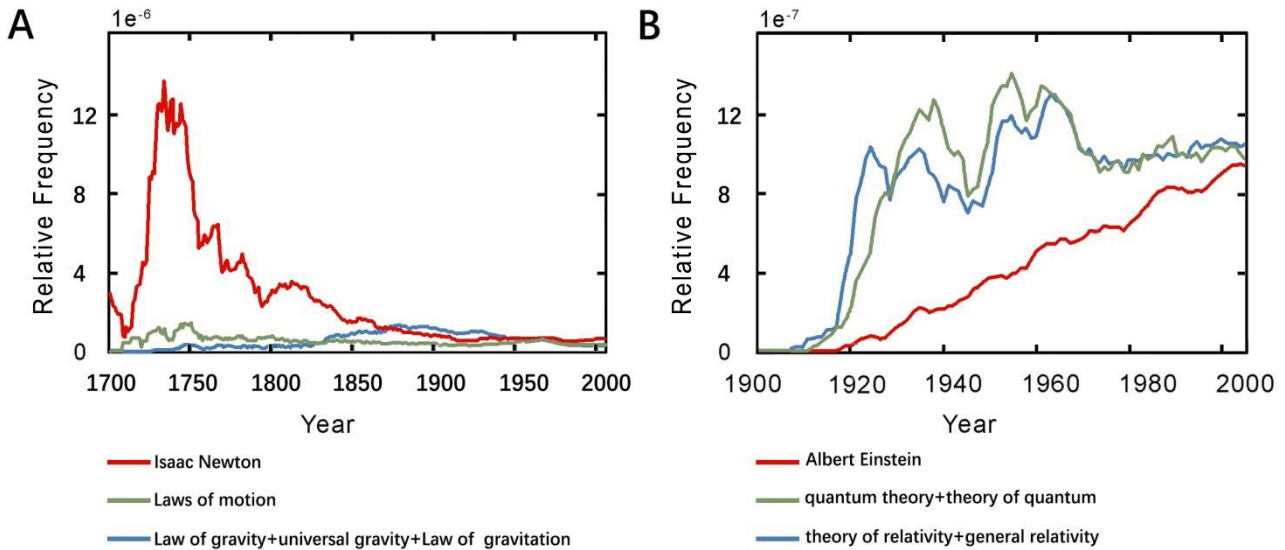 A
1e-6
Relative Frequency
12
8
4
0
1700 1750 1800 1850 1900 1950 2000
Year
Isaac Newton
Laws of motion
Law of gravity+universal gravity+Law of gravitation
B
1e-7
Relative Frequency
12
8
4
0
1900 1920 1940 1960 1980 2000
Year
Albert Einstein
quantum theory+theory of quantum
theory of relativity+general relativity